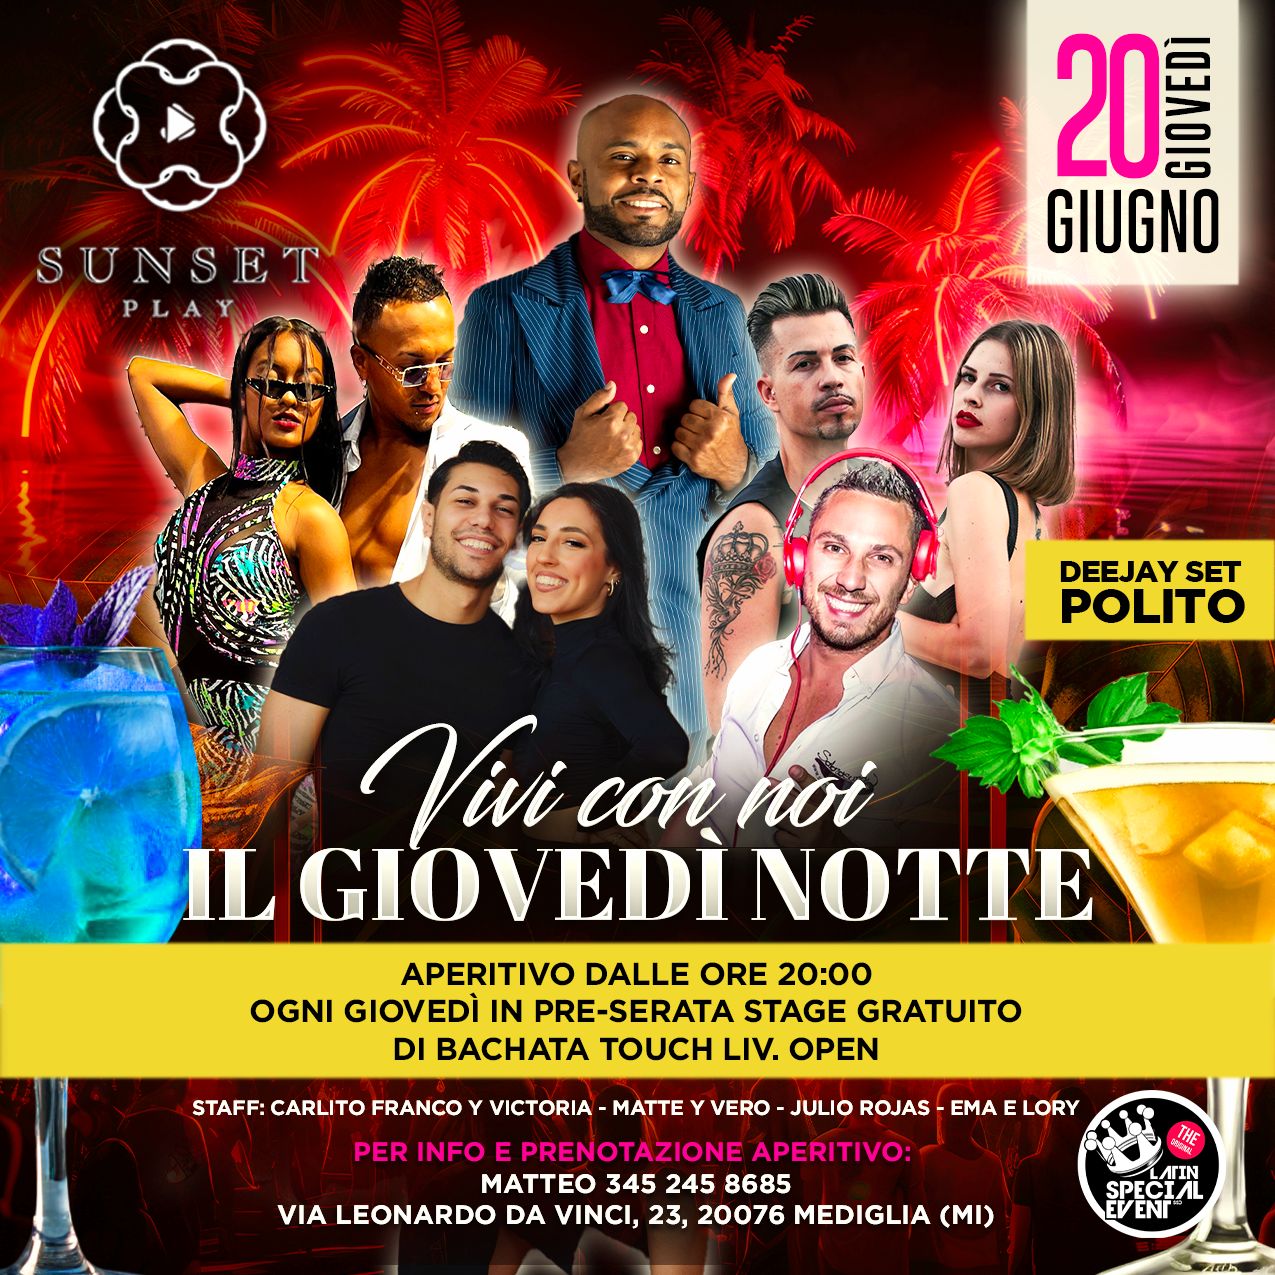 SUNSET
PLAY
20
GIOVEDÌ
GIUGNO
DEEJAY SET
POLITO
Vivi con noi
IL GIOVEDÌ NOTTE
APERITIVO DALLE ORE 20:00
OGNI GIOVEDÌ IN PRE-SERATA STAGE GRATUITO
DI BACHATA TOUCH LIV. OPEN
STAFF: CARLITO FRANCO Y VICTORIA - MATTE Y VERO - JULIO ROJAS - EMA E LORY
PER INFO E PRENOTAZIONE APERITIVO:
MATTEO 345 245 8685
VIA LEONARDO DA VINCI, 23, 20076 MEDIGLIA (MI)
THE
ORIGINAL
LATIN
SPECIAL
EVENT